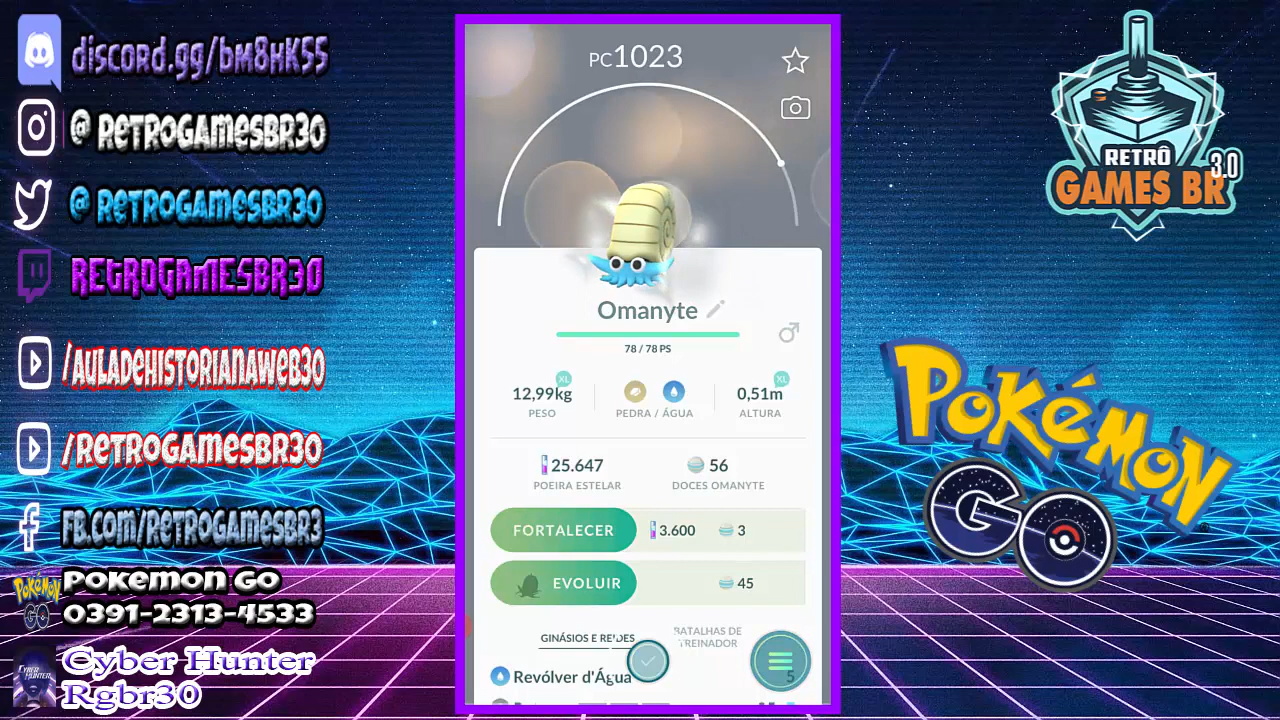 discord.gg/bm8hK55
@ RetroGamesBR30
@ RetroGamesBR30
RetroGamesBR30
/AuladeHistorianaWeb30
/RetroGamesBR30
fb.com/RetroGamesBR3
Pokemon GO
0391-2313-4533
Cyber Hunter
Rgbr30
PC1023
Omanyte
78 / 78 PS
XL
XL
12,99kg
0,51m
PESO
PEDRA / ÁGUA
ALTURA
25.647
56
POEIRA ESTELAR
DOCES OMANYTE
FORTALECER
3.600
3
EVOLUIR
45
GINÁSIOS E REIDES
BATALHAS DE
TREINADOR
Revólver d'Água
5
RETRÔ
3.0
GAMES BR
POKéMON
GO